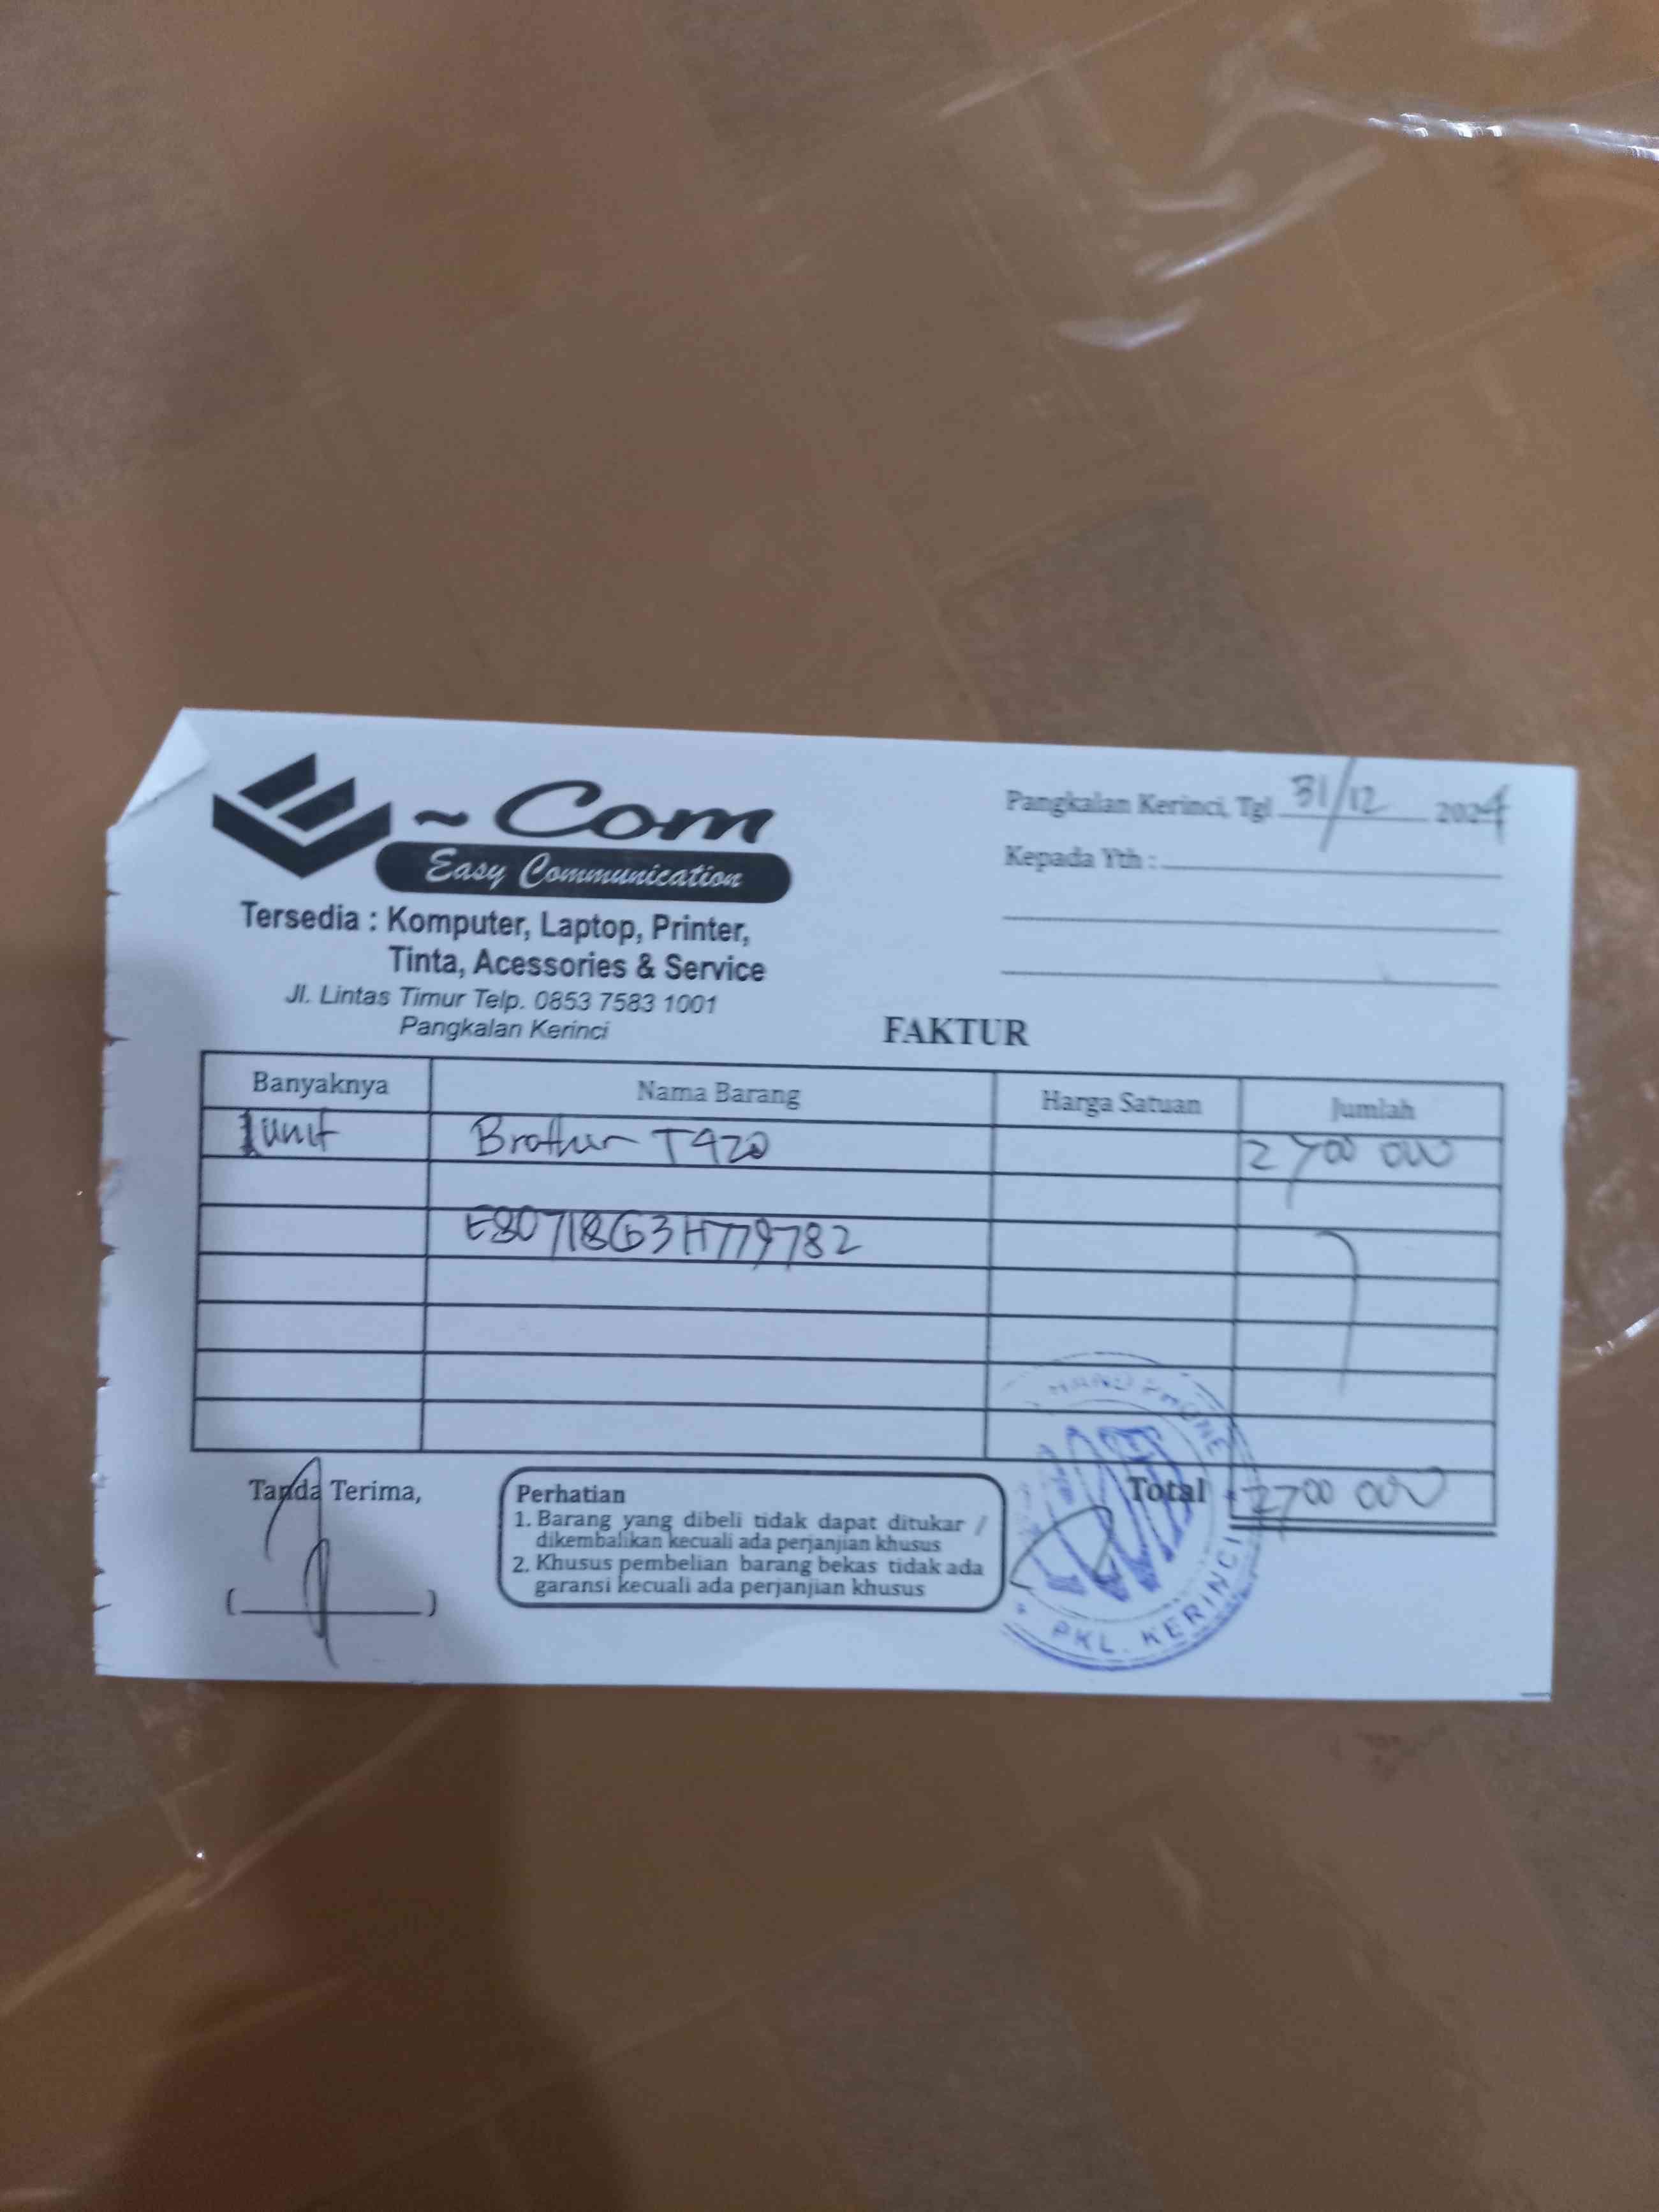 E~Com
Easy Communication
Tersedia : Komputer, Laptop, Printer,
Tinta, Acessories & Service
Jl. Lintas Timur Telp. 0853 7583 1001
Pangkalan Kerinci
Pangkalan Kerinci, Tgl 31/12 2024
Kepada Yth :
FAKTUR
Banyaknya Nama Barang Harga Satuan Jumlah
1 unit Brother T420 2700 000
E80718G3H779782
Tanda Terima,
( )
Perhatian
1. Barang yang dibeli tidak dapat ditukar /
dikembalikan kecuali ada perjanjian khusus
2. Khusus pembelian barang bekas tidak ada
garansi kecuali ada perjanjian khusus
Total 2700 000
HAND PHONE
PKL. KERINCI